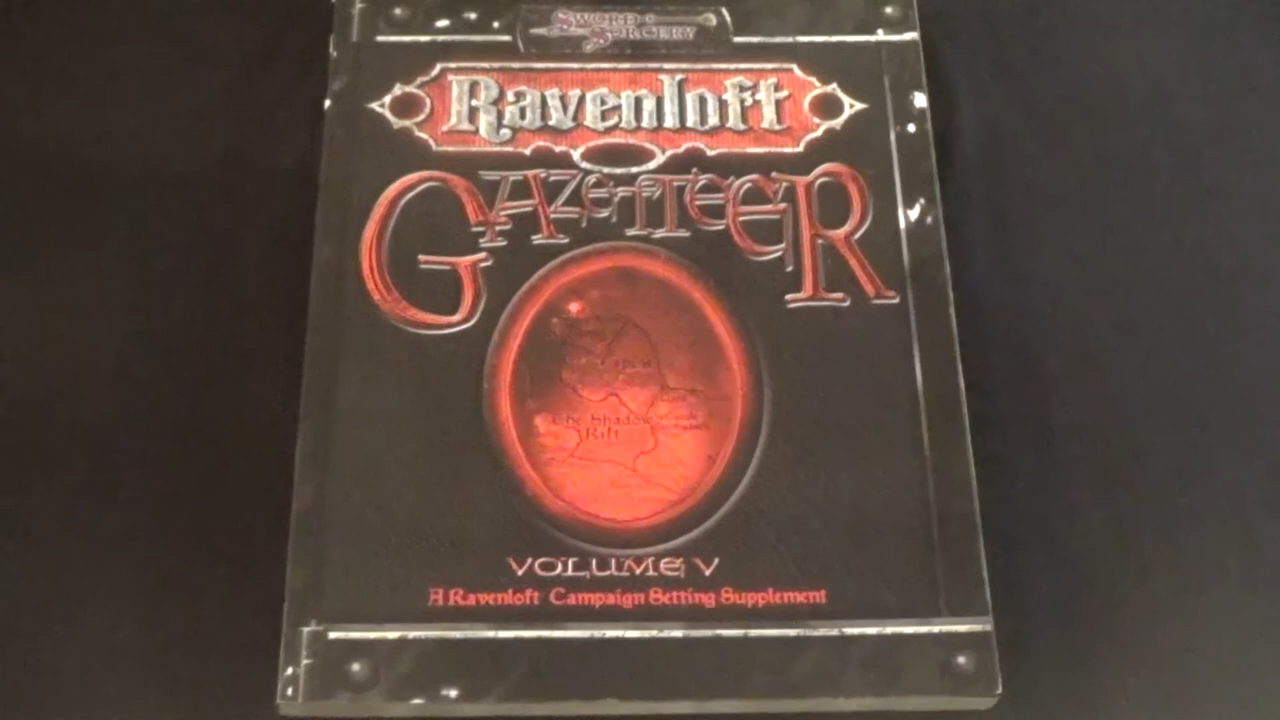 Sword & Sorcery
Ravenloft
Gazetteer
The Shadow
Rift
VOLUME V
A Ravenloft Campaign Setting Supplement